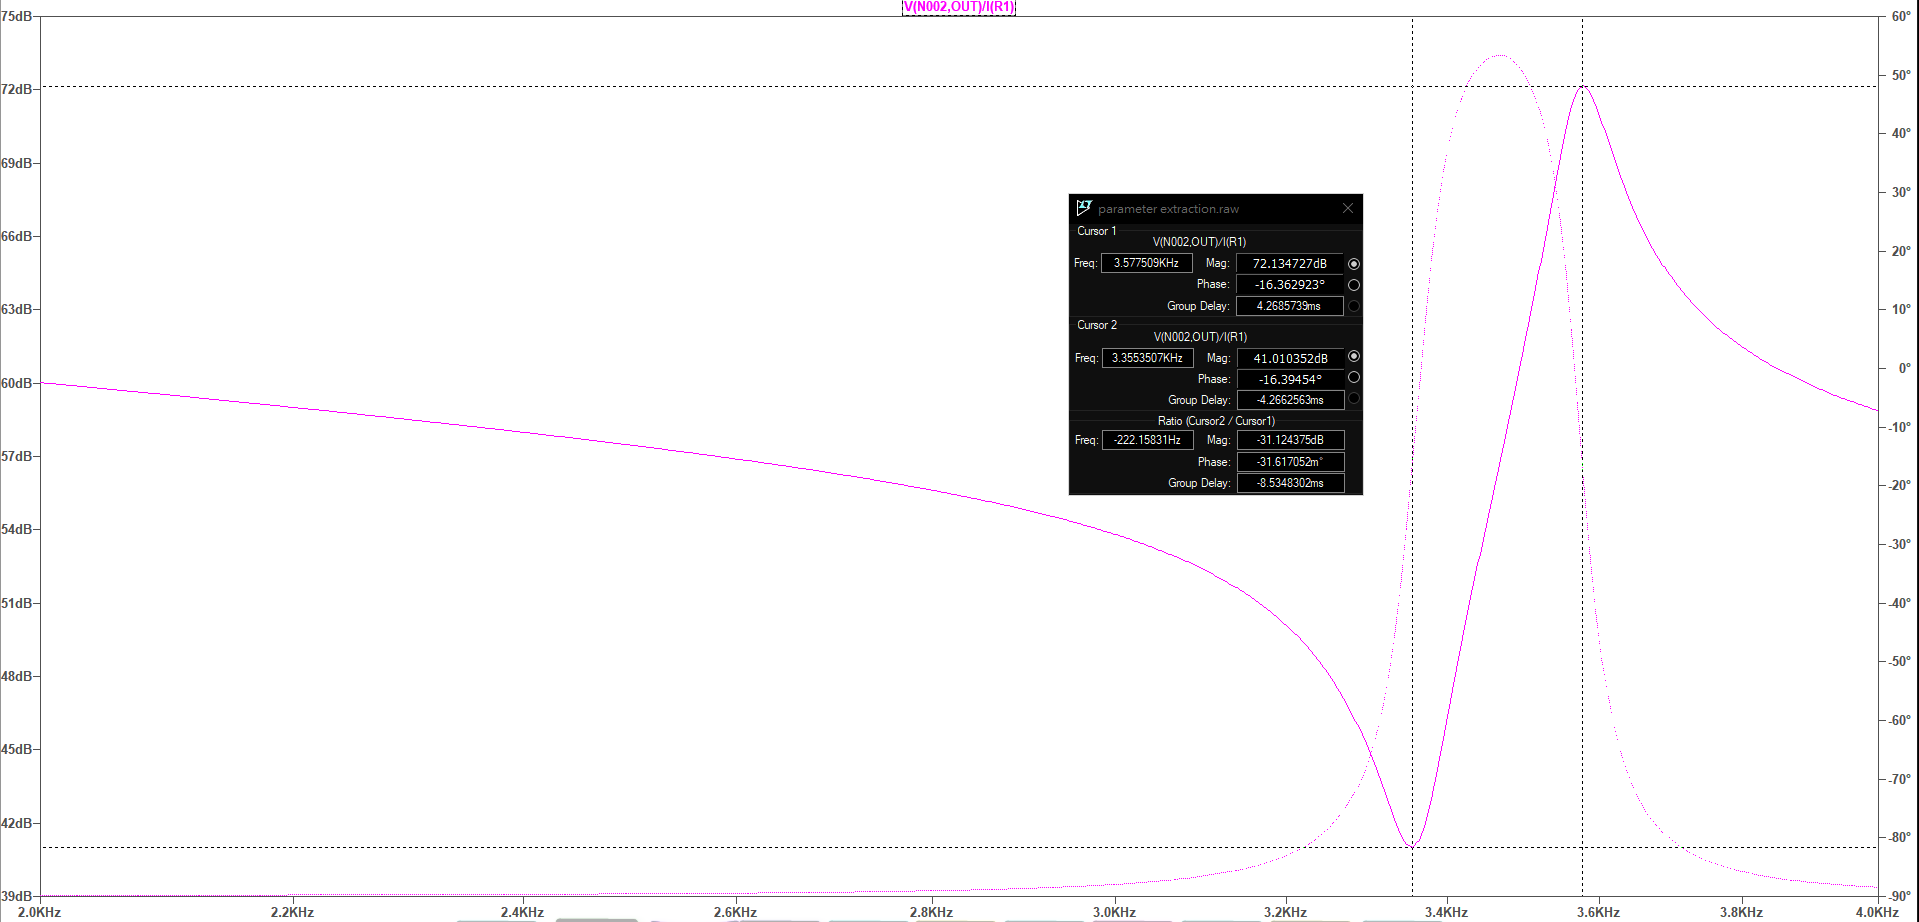 V(N002,OUT)/I(R1)
75dB
72dB
69dB
66dB
63dB
60dB
57dB
54dB
51dB
48dB
45dB
42dB
39dB
60°
50°
40°
30°
20°
10°
0°
-10°
-20°
-30°
-40°
-50°
-60°
-70°
-80°
-90°
parameter extraction.raw
Cursor 1
V(N002,OUT)/I(R1)
Freq: 3.577509KHz Mag: 72.134727dB
Phase: -16.362923°
Group Delay: 4.2685739ms
Cursor 2
V(N002,OUT)/I(R1)
Freq: 3.3553507KHz Mag: 41.010352dB
Phase: -16.39454°
Group Delay: -4.2662563ms
Ratio (Cursor2 / Cursor1)
Freq: -222.15831Hz Mag: -31.124375dB
Phase: -31.617052m°
Group Delay: -8.5348302ms
2.0KHz 2.2KHz 2.4KHz 2.6KHz 2.8KHz 3.0KHz 3.2KHz 3.4KHz 3.6KHz 3.8KHz 4.0KHz